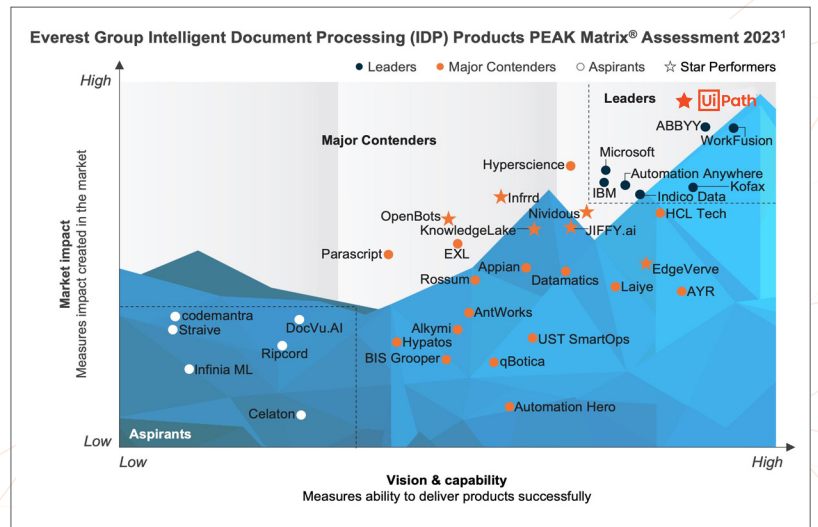 Everest Group Intelligent Document Processing (IDP) Products PEAK Matrix® Assessment 2023¹
Leaders Major Contenders Aspirants Star Performers
High
Leaders
UiPath
ABBYY
WorkFusion
Major Contenders
Microsoft
Hyperscience
Automation Anywhere
IBM
Kofax
Indico Data
Infrrd
OpenBots
Nividous
HCL Tech
KnowledgeLake
JIFFY.ai
Parascript
EXL
Appian
EdgeVerve
Rossum
Datamatics
Laiye
AYR
codemantra
AntWorks
Straive
DocVu.AI
Alkymi
Hypatos
UST SmartOps
Ripcord
BIS Grooper
qBotica
Infinia ML
Automation Hero
Celaton
Aspirants
Market impact
Measures impact created in the market
Low
Low
High
Vision & capability
Measures ability to deliver products successfully